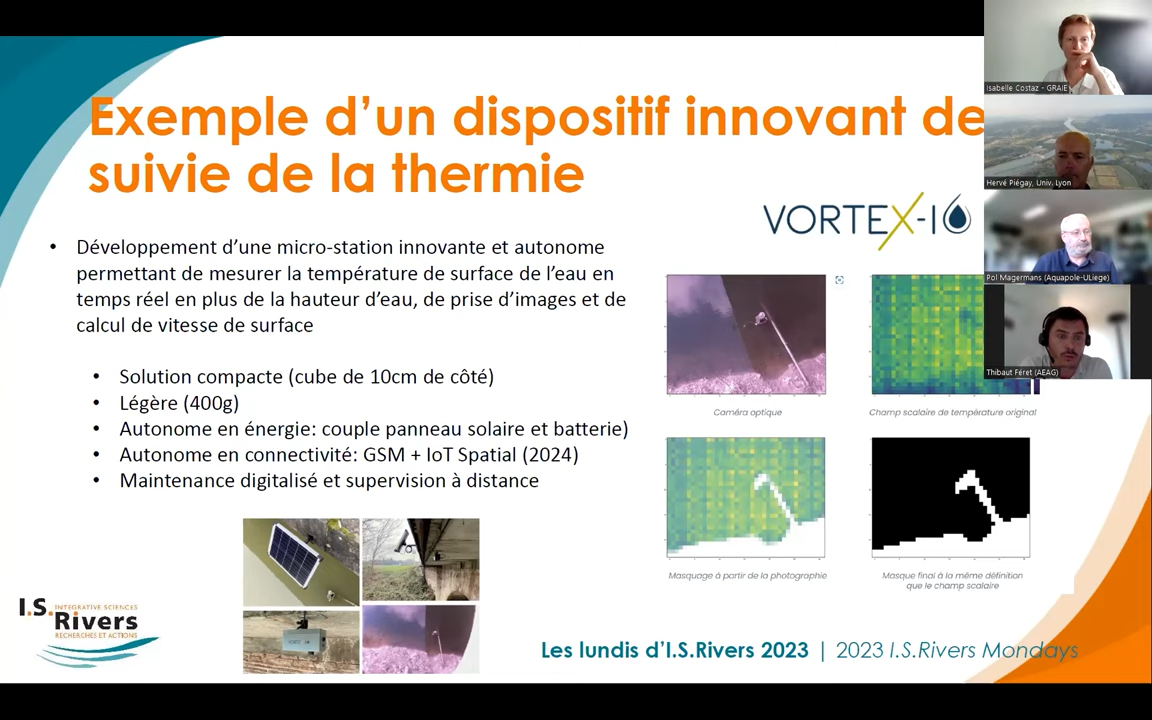 Exemple d'un dispositif innovant de
suivie de la thermie
VORTEX-IO
• Développement d'une micro-station innovante et autonome
permettant de mesurer la température de surface de l'eau en
temps réel en plus de la hauteur d'eau, de prise d'images et de
calcul de vitesse de surface
• Solution compacte (cube de 10cm de côté)
• Légère (400g)
• Autonome en énergie: couple panneau solaire et batterie)
• Autonome en connectivité: GSM + IoT Spatial (2024)
• Maintenance digitalisé et supervision à distance
Caméra optique
Champ scalaire de température original
Masquage à partir de la photographie
Masque final à la même définition
que le champ scalaire
Isabelle Costaz - GRAIE
Hervé Piégay, Univ. Lyon
Pol Magermans (Aquapole-ULiege)
Thibaut Féret (AEAG)
I.S. INTEGRATIVE SCIENCES
Rivers
RECHERCHES ET ACTIONS
Les lundis d'I.S.Rivers 2023 | 2023 I.S.Rivers Mondays